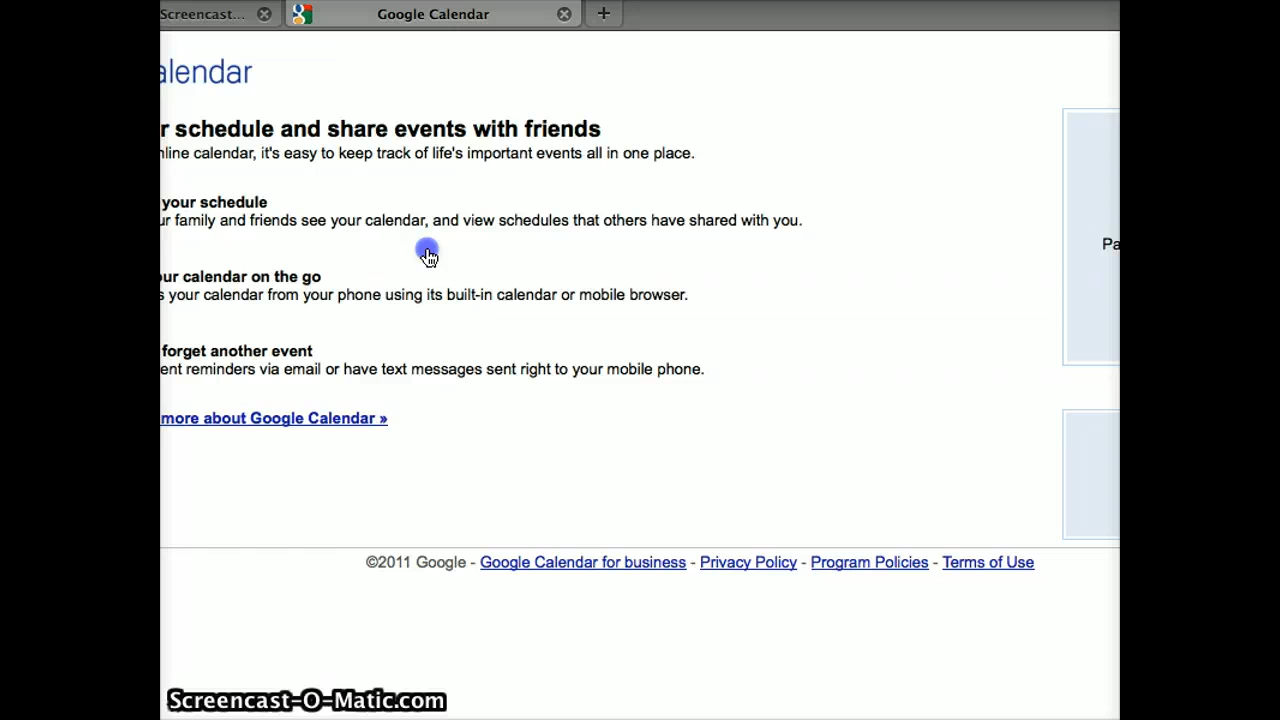 Screencast...
Google Calendar
alendar
r schedule and share events with friends
nline calendar, it's easy to keep track of life's important events all in one place.
your schedule
ur family and friends see your calendar, and view schedules that others have shared with you.
our calendar on the go
s your calendar from your phone using its built-in calendar or mobile browser.
forget another event
ent reminders via email or have text messages sent right to your mobile phone.
more about Google Calendar »
Pa
©2011 Google - Google Calendar for business - Privacy Policy - Program Policies - Terms of Use
Screencast-O-Matic.com